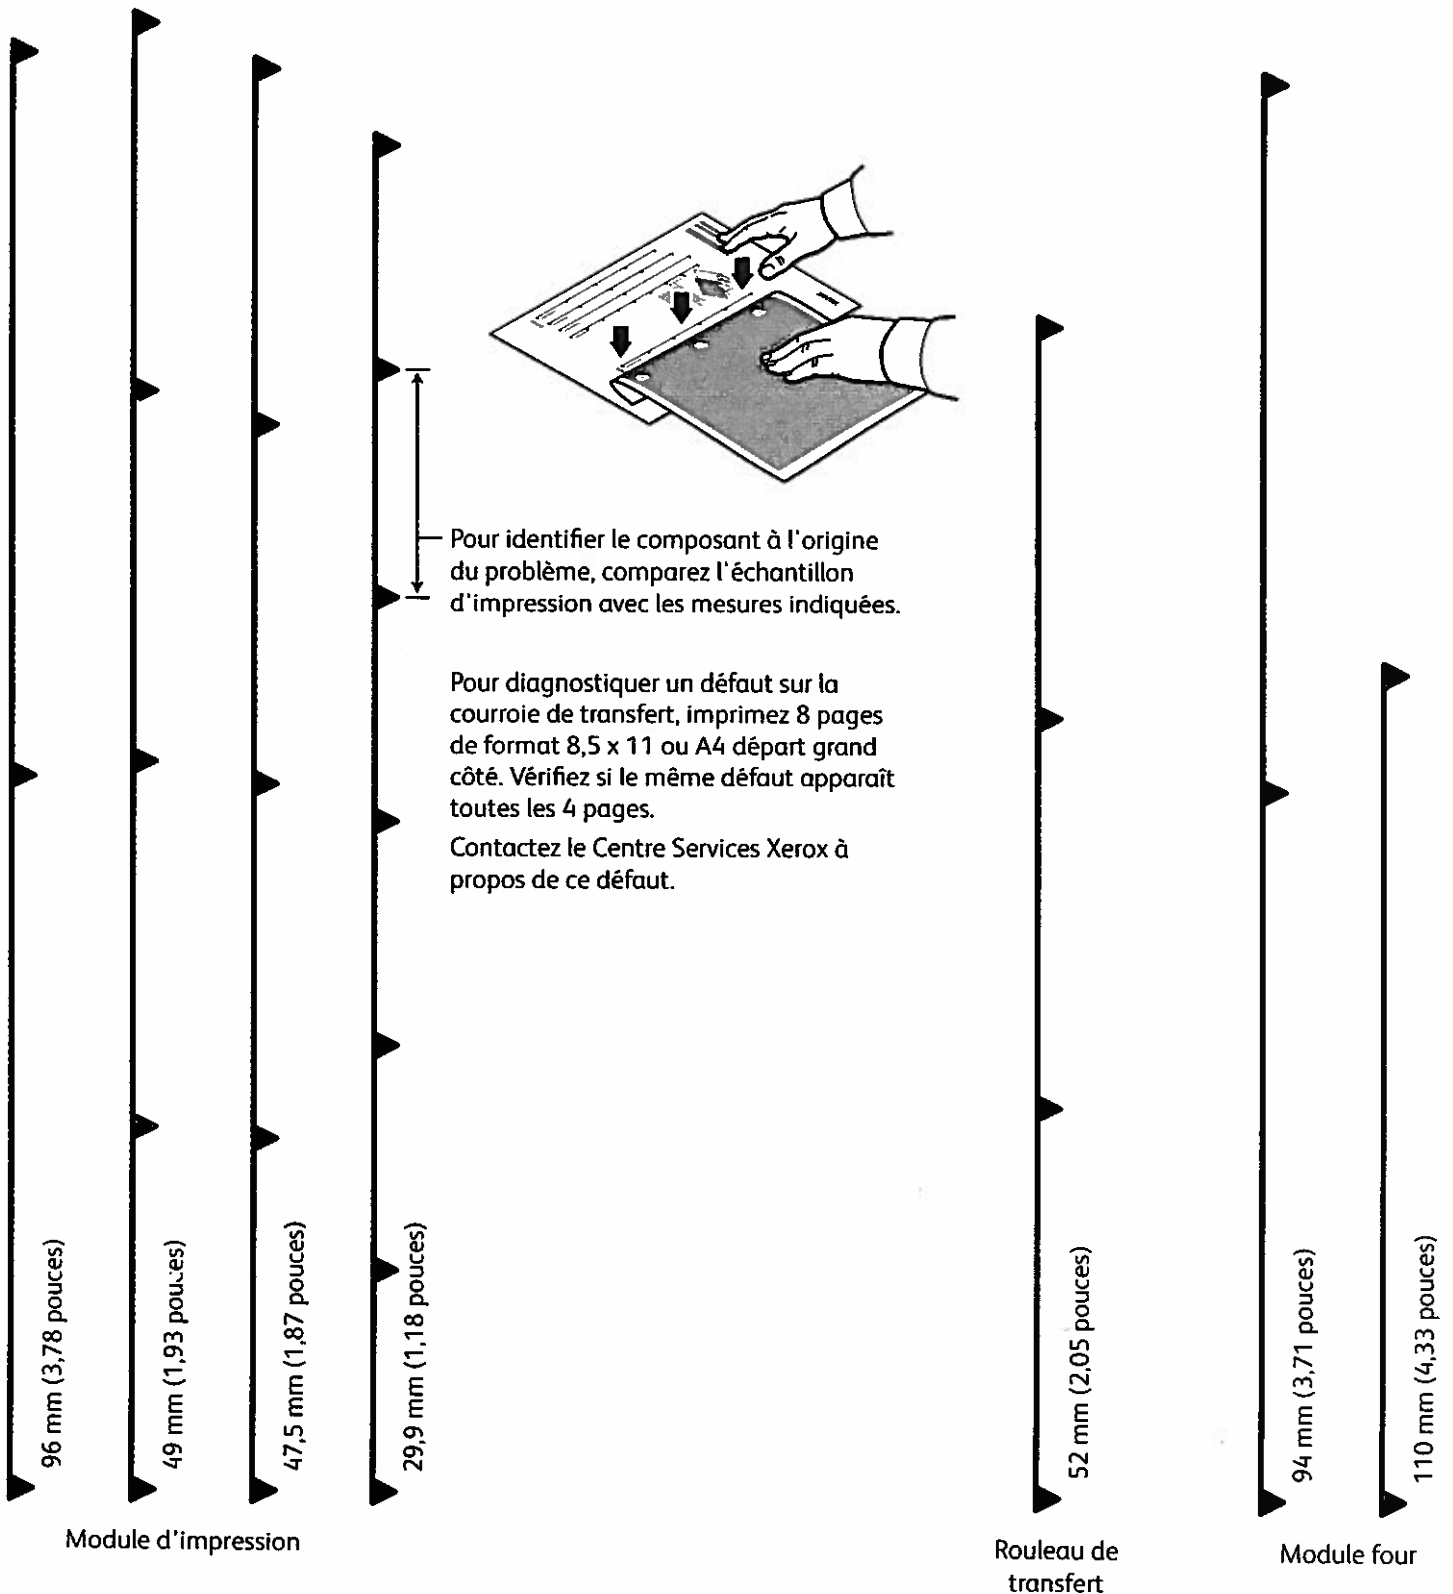 Pour identifier le composant à l'origine
du problème, comparez l'échantillon
d'impression avec les mesures indiquées.
Pour diagnostiquer un défaut sur la
courroie de transfert, imprimez 8 pages
de format 8,5 x 11 ou A4 départ grand
côté. Vérifiez si le même défaut apparaît
toutes les 4 pages.
Contactez le Centre Services Xerox à
propos de ce défaut.
96 mm (3,78 pouces)
49 mm (1,93 pouces)
47,5 mm (1,87 pouces)
29,9 mm (1,18 pouces)
52 mm (2,05 pouces)
94 mm (3,71 pouces)
110 mm (4,33 pouces)
Module d'impression
Rouleau de
transfert
Module four